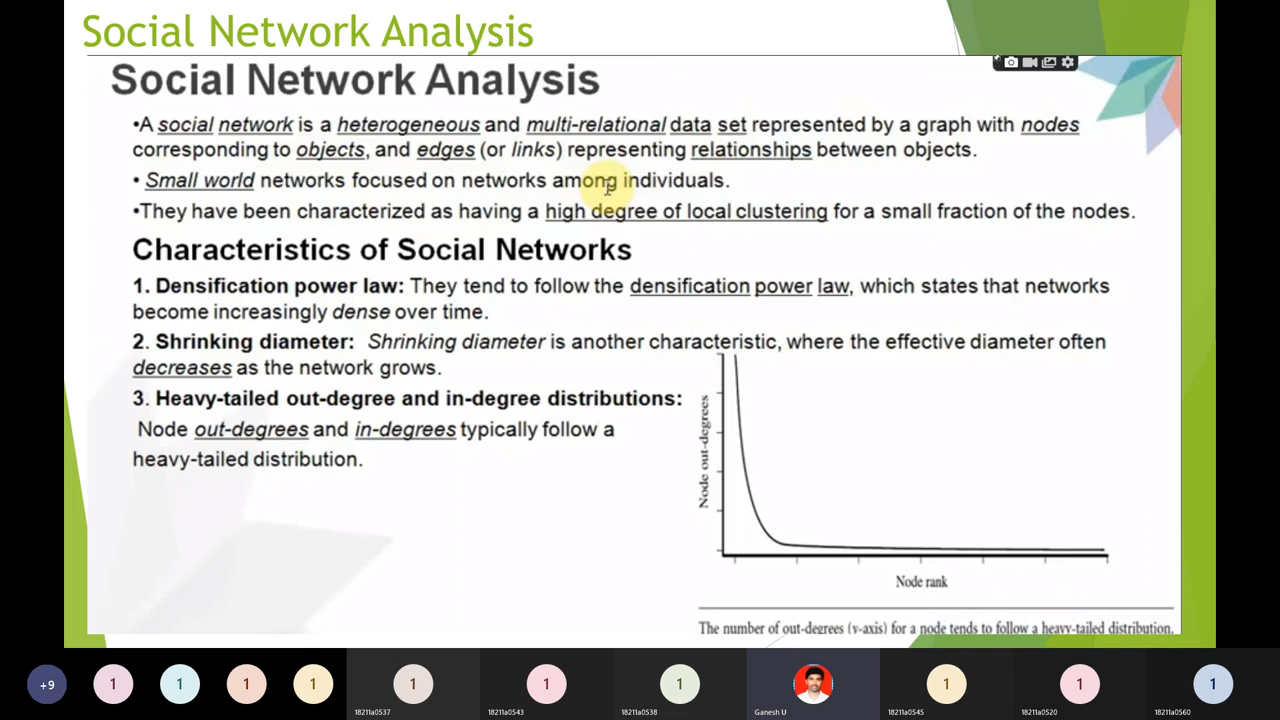 Social Network Analysis
Social Network Analysis
•A social network is a heterogeneous and multi-relational data set represented by a graph with nodes
corresponding to objects, and edges (or links) representing relationships between objects.
• Small world networks focused on networks among individuals.
•They have been characterized as having a high degree of local clustering for a small fraction of the nodes.
Characteristics of Social Networks
1. Densification power law: They tend to follow the densification power law, which states that networks
become increasingly dense over time.
2. Shrinking diameter: Shrinking diameter is another characteristic, where the effective diameter often
decreases as the network grows.
3. Heavy-tailed out-degree and in-degree distributions:
Node out-degrees and in-degrees typically follow a
heavy-tailed distribution.
Node out-degrees
Node rank
The number of out-degrees (y-axis) for a node tends to follow a heavy-tailed distribution.
+9 1 1 1 1 1 1 1 1 1 1
18211a0537 18211a0543 18211a0538 Ganesh U 18211a0545 18211a0520 18211a0560